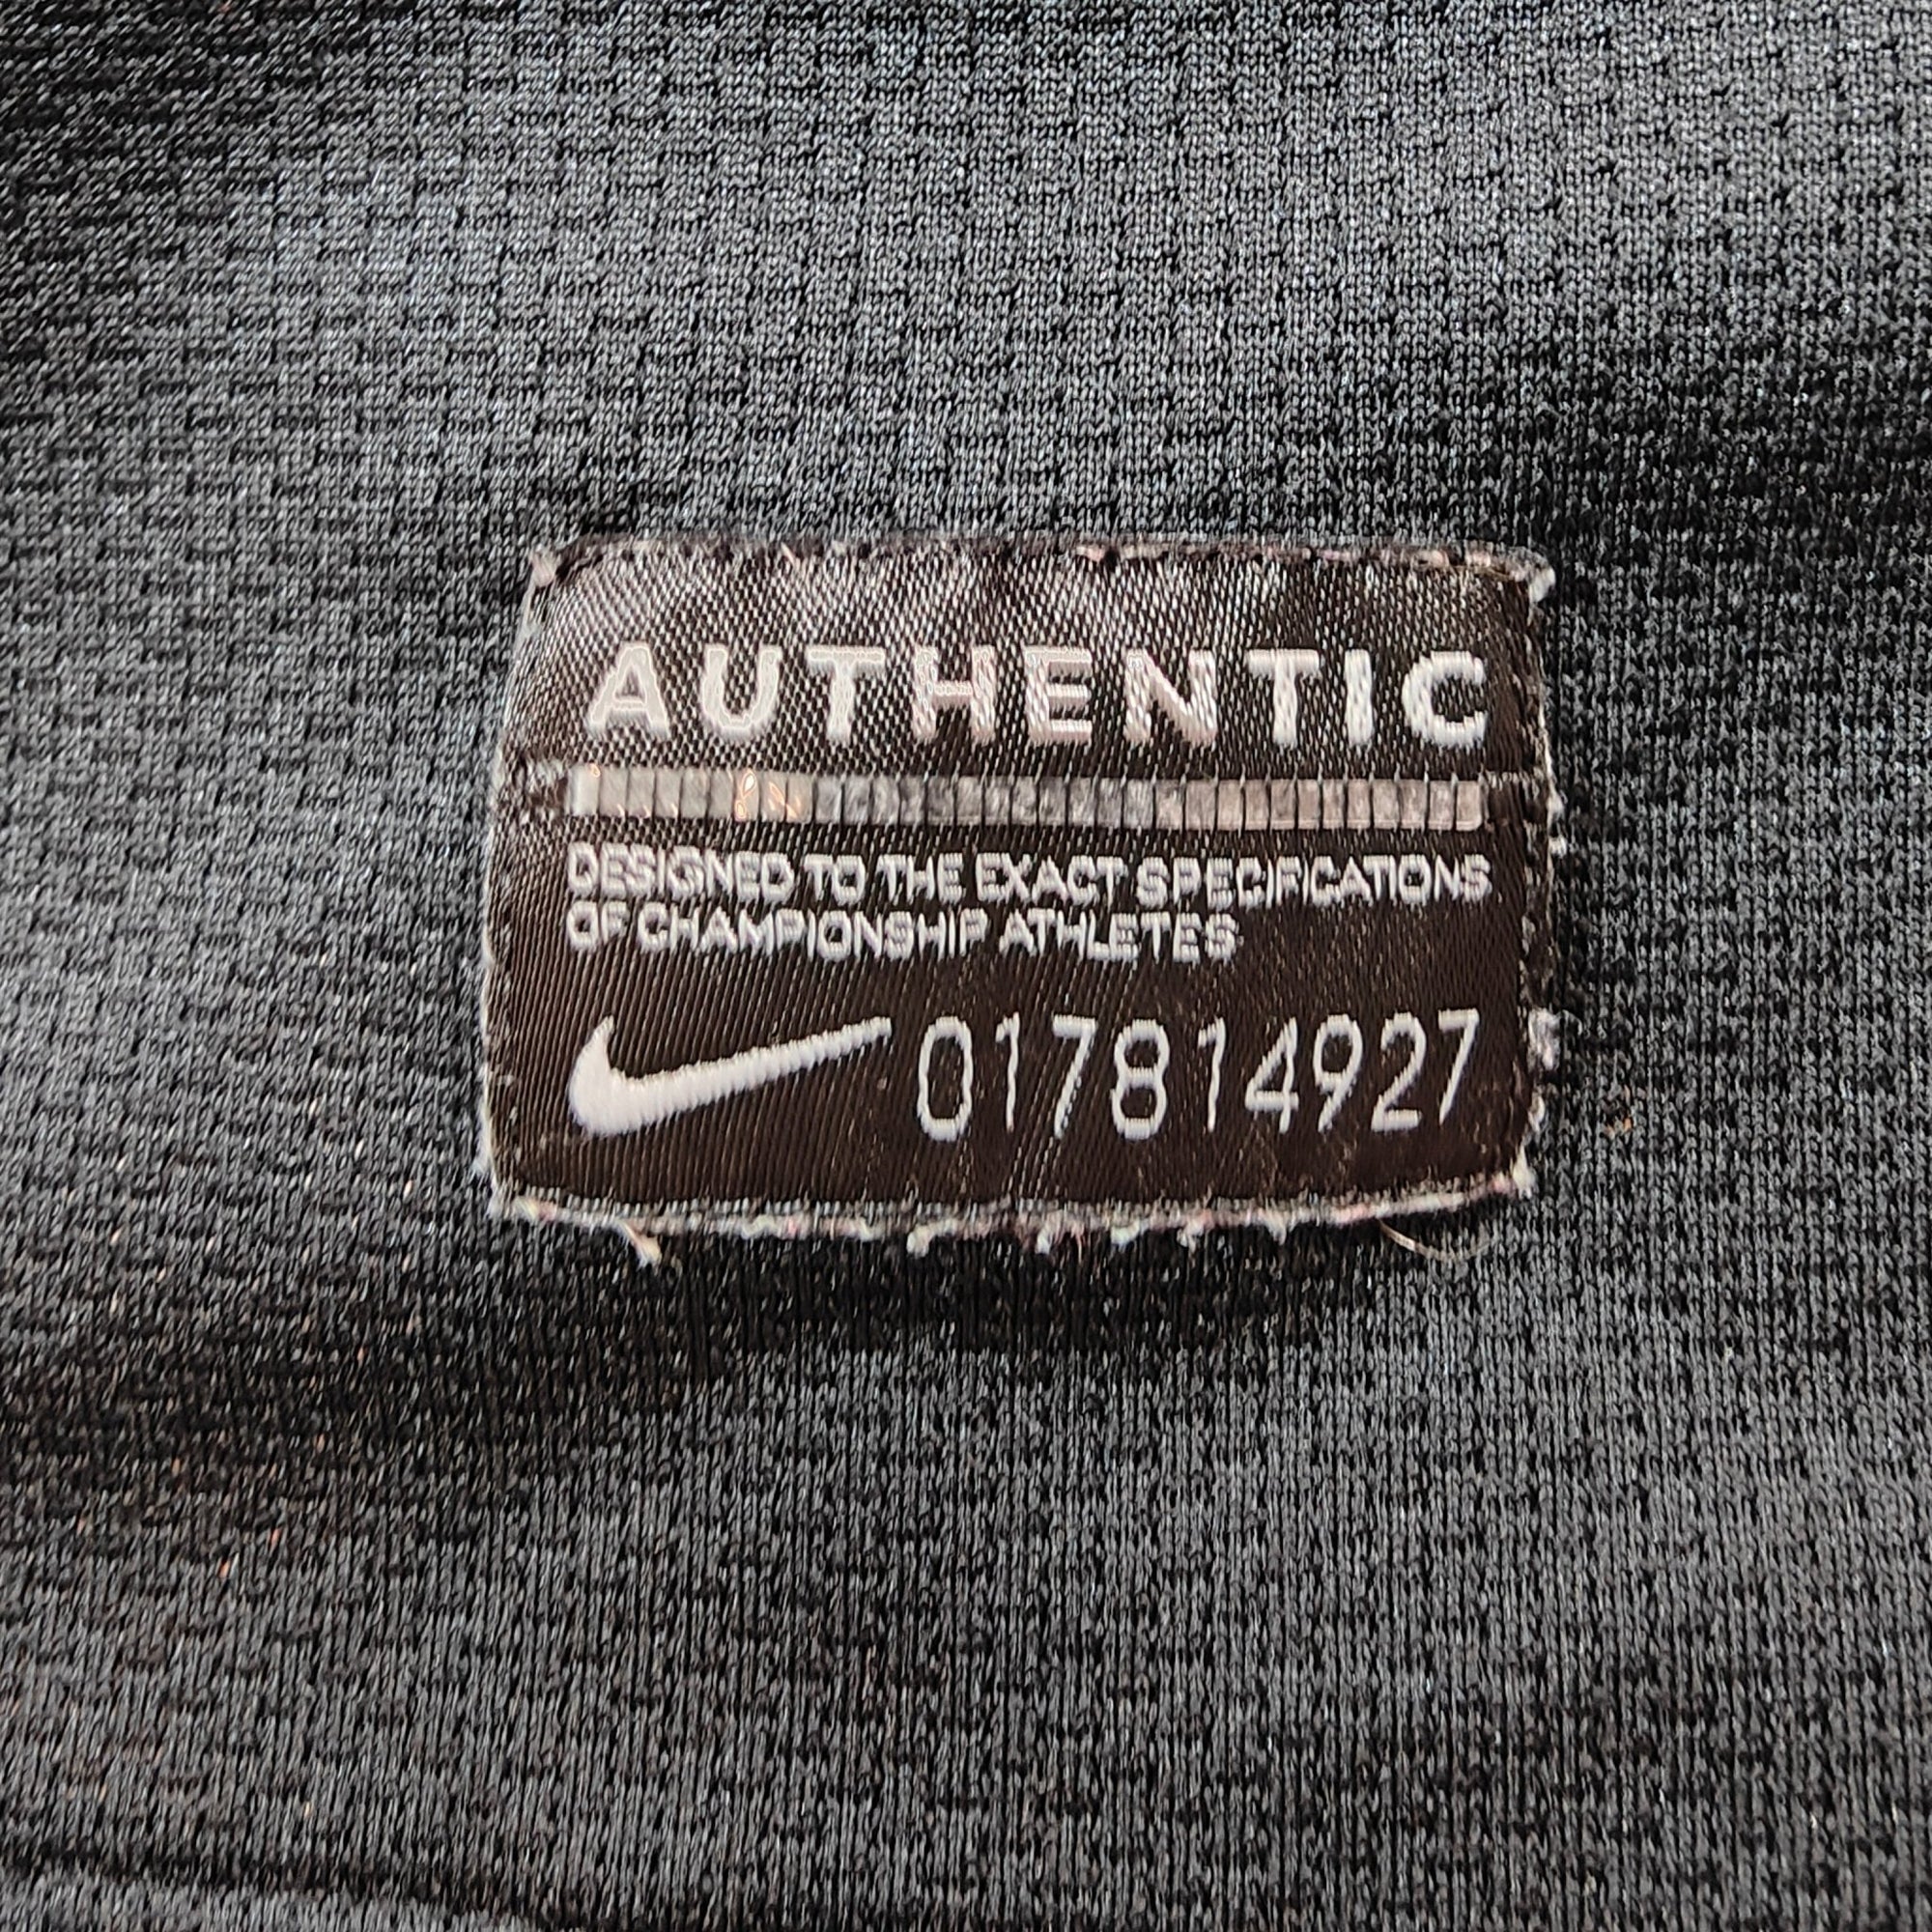 AUTHENTIC
DESIGNED TO THE EXACT SPECIFICATIONS
OF CHAMPIONSHIP ATHLETES
017814927